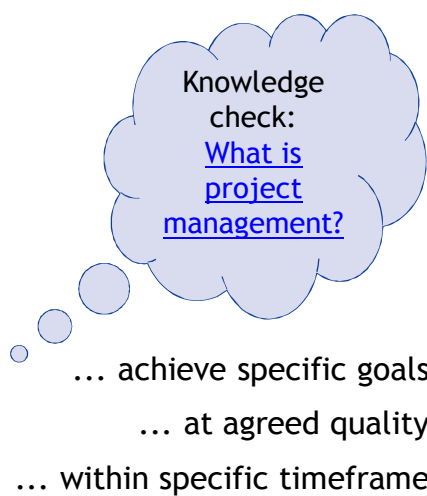 Knowledge
check:
What is
project
management?
... achieve specific goals
... at agreed quality
... within specific timeframe